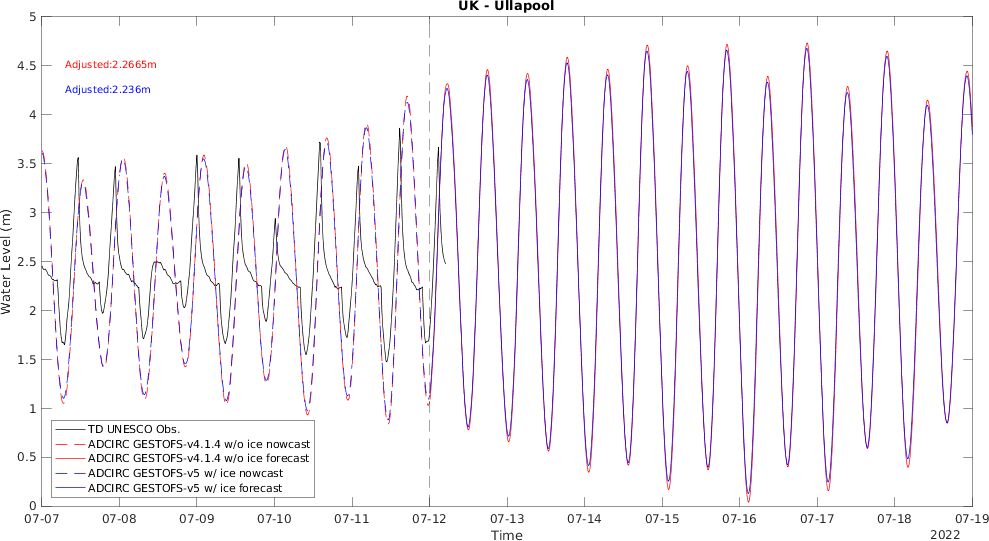 UK - Ullapool
5
4.5
4
3.5
3
2.5
2
1.5
1
0.5
0
Water Level (m)
Adjusted:2.2665m
Adjusted:2.236m
TD UNESCO Obs.
ADCIRC GESTOFS-v4.1.4 w/o ice nowcast
ADCIRC GESTOFS-v4.1.4 w/o ice forecast
ADCIRC GESTOFS-v5 w/ ice nowcast
ADCIRC GESTOFS-v5 w/ ice forecast
07-07 07-08 07-09 07-10 07-11 07-12 07-13 07-14 07-15 07-16 07-17 07-18 07-19
Time
2022